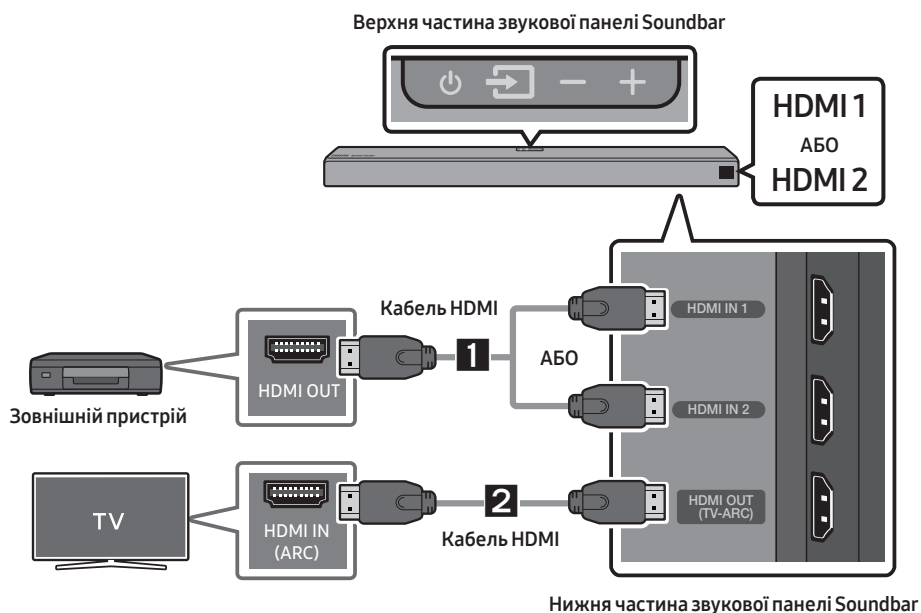 Верхня частина звукової панелі Soundbar
HDMI 1
АБО
HDMI 2
Кабель HDMI
HDMI IN 1
1
АБО
HDMI OUT
HDMI IN 2
Зовнішній пристрій
TV
HDMI IN
(ARC)
2
Кабель HDMI
HDMI OUT
(TV-ARC)
Нижня частина звукової панелі Soundbar